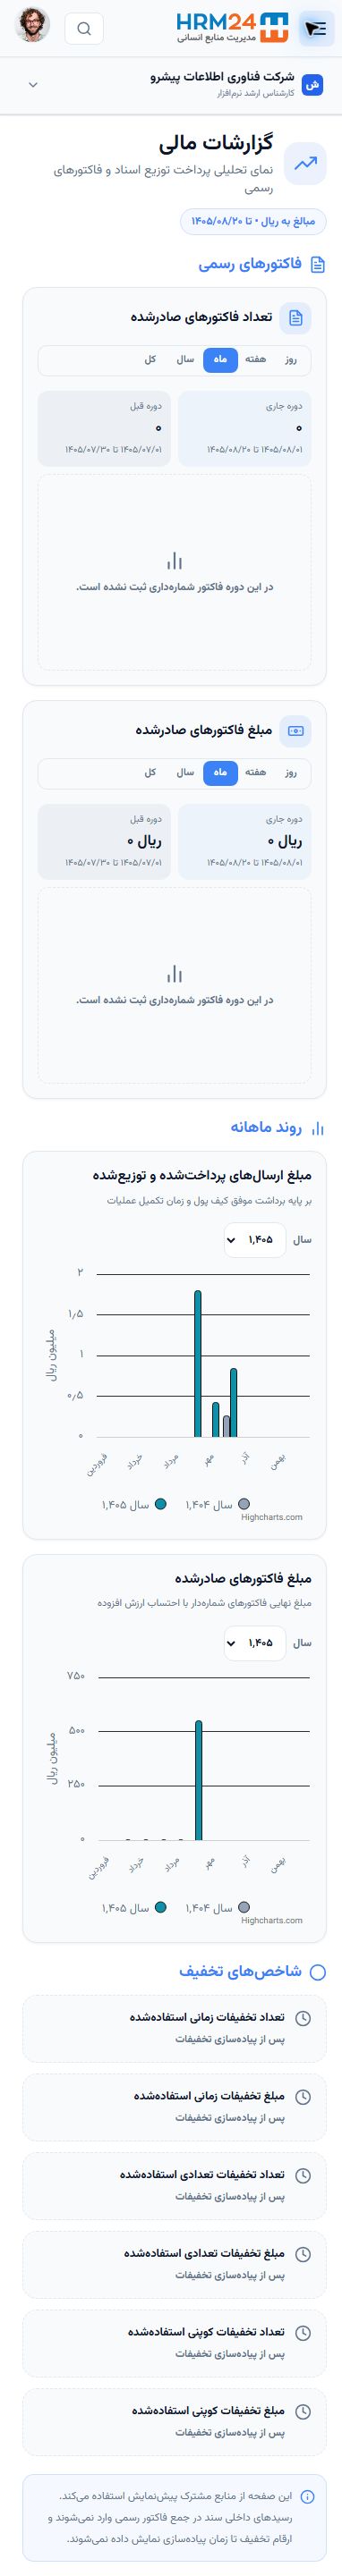 HRM24
مدیریت منابع انسانی
ش
شرکت فناوری اطلاعات پیشرو
کارشناس ارشد نرم‌افزار
گزارشات مالی
نمای تحلیلی پرداخت توزیع اسناد و فاکتورهای
رسمی
مبالغ به ریال • تا ۱۴۰۵/۰۸/۲۰
فاکتورهای رسمی
تعداد فاکتورهای صادرشده
روز هفته ماه سال کل
دوره جاری
۰
۱۴۰۵/۰۸/۰۱ تا ۱۴۰۵/۰۸/۲۰
دوره قبل
۰
۱۴۰۵/۰۷/۰۱ تا ۱۴۰۵/۰۷/۳۰
در این دوره فاکتور شماره‌داری ثبت نشده است.
مبلغ فاکتورهای صادرشده
روز هفته ماه سال کل
دوره جاری
ریال ۰
۱۴۰۵/۰۸/۰۱ تا ۱۴۰۵/۰۸/۲۰
دوره قبل
ریال ۰
۱۴۰۵/۰۷/۰۱ تا ۱۴۰۵/۰۷/۳۰
در این دوره فاکتور شماره‌داری ثبت نشده است.
روند ماهانه
مبلغ ارسال‌های پرداخت‌شده و توزیع‌شده
بر پایه برداشت موفق کیف پول و زمان تکمیل عملیات
سال ۱,۴۰۵
میلیون ریال
۲
۱٫۵
۱
۰٫۵
۰
فروردین خرداد مرداد مهر آذر بهمن
سال ۱,۴۰۴ سال ۱,۴۰۵
Highcharts.com
مبلغ فاکتورهای صادرشده
مبلغ نهایی فاکتورهای شماره‌دار با احتساب ارزش افزوده
سال ۱,۴۰۵
میلیون ریال
۷۵۰
۵۰۰
۲۵۰
۰
فروردین خرداد مرداد مهر آذر بهمن
سال ۱,۴۰۴ سال ۱,۴۰۵
Highcharts.com
شاخص‌های تخفیف
تعداد تخفیفات زمانی استفاده‌شده
پس از پیاده‌سازی تخفیفات
مبلغ تخفیفات زمانی استفاده‌شده
پس از پیاده‌سازی تخفیفات
تعداد تخفیفات تعدادی استفاده‌شده
پس از پیاده‌سازی تخفیفات
مبلغ تخفیفات تعدادی استفاده‌شده
پس از پیاده‌سازی تخفیفات
تعداد تخفیفات کوپنی استفاده‌شده
پس از پیاده‌سازی تخفیفات
مبلغ تخفیفات کوپنی استفاده‌شده
پس از پیاده‌سازی تخفیفات
این صفحه از منابع مشترک پیش‌نمایش استفاده می‌کند.
رسیدهای داخلی سند در جمع فاکتور رسمی وارد نمی‌شوند و
ارقام تخفیف تا زمان پیاده‌سازی نمایش داده نمی‌شوند.